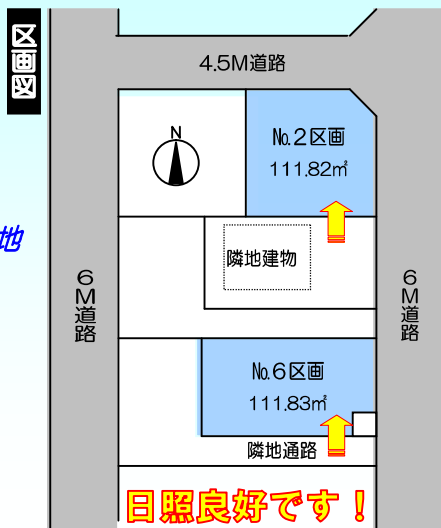 区画図
4.5M道路
N
No.2区画
111.82㎡
地
隣地建物
6M道路
6M道路
No.6区画
111.83㎡
隣地通路
日照良好です！